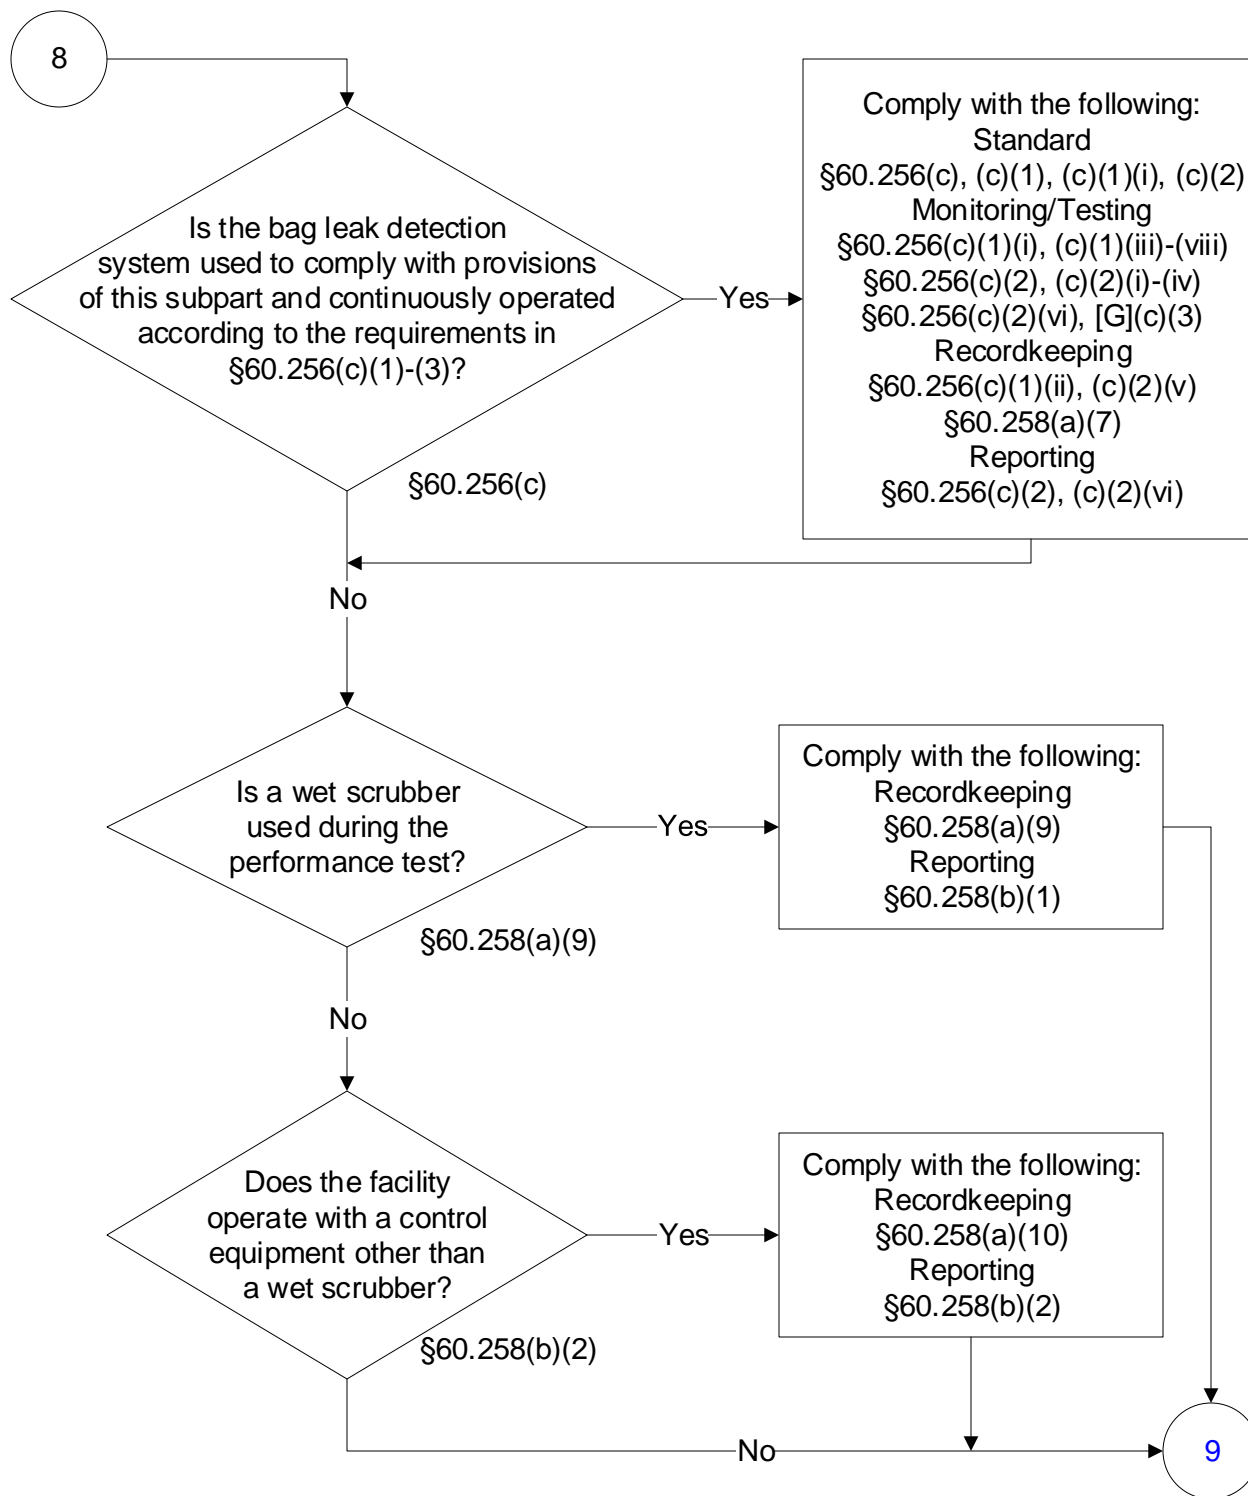 8
Is the bag leak detection
system used to comply with provisions
of this subpart and continuously operated
according to the requirements in
§60.256(c)(1)-(3)?
§60.256(c)
Yes
Comply with the following:
Standard
§60.256(c), (c)(1), (c)(1)(i), (c)(2)
Monitoring/Testing
§60.256(c)(1)(i), (c)(1)(iii)-(viii)
§60.256(c)(2), (c)(2)(i)-(iv)
§60.256(c)(2)(vi), [G](c)(3)
Recordkeeping
§60.256(c)(1)(ii), (c)(2)(v)
§60.258(a)(7)
Reporting
§60.256(c)(2), (c)(2)(vi)
No
Is a wet scrubber
used during the
performance test?
§60.258(a)(9)
Yes
Comply with the following:
Recordkeeping
§60.258(a)(9)
Reporting
§60.258(b)(1)
No
Does the facility
operate with a control
equipment other than
a wet scrubber?
§60.258(b)(2)
Yes
Comply with the following:
Recordkeeping
§60.258(a)(10)
Reporting
§60.258(b)(2)
No
9